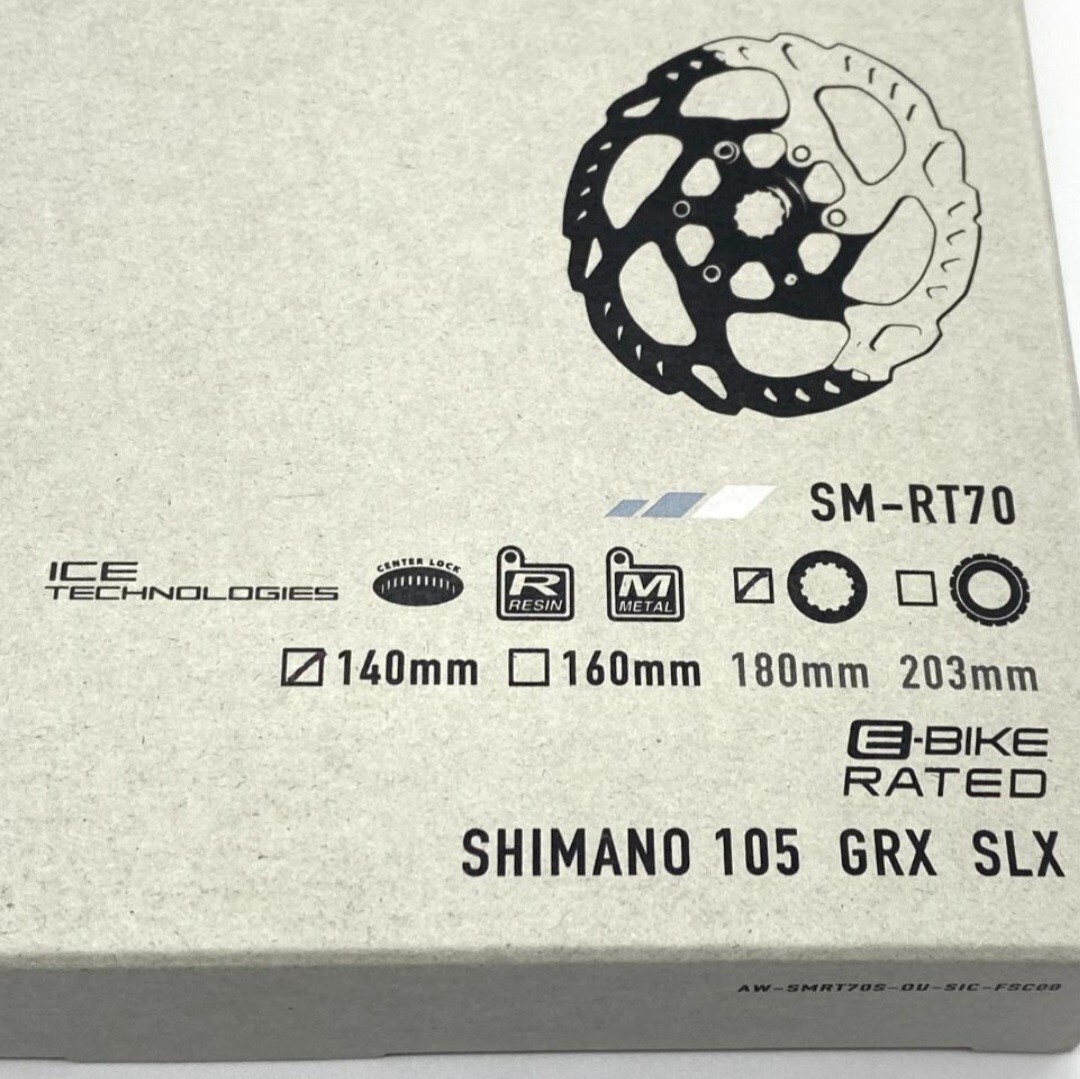 SM-RT70
ICE
TECHNOLOGIES
CENTER LOCK
R
RESIN
M
METAL
140mm 160mm 180mm 203mm
E-BIKE
RATED
SHIMANO 105 GRX SLX
AW-SMRT70S-OU-SIC-FSC00